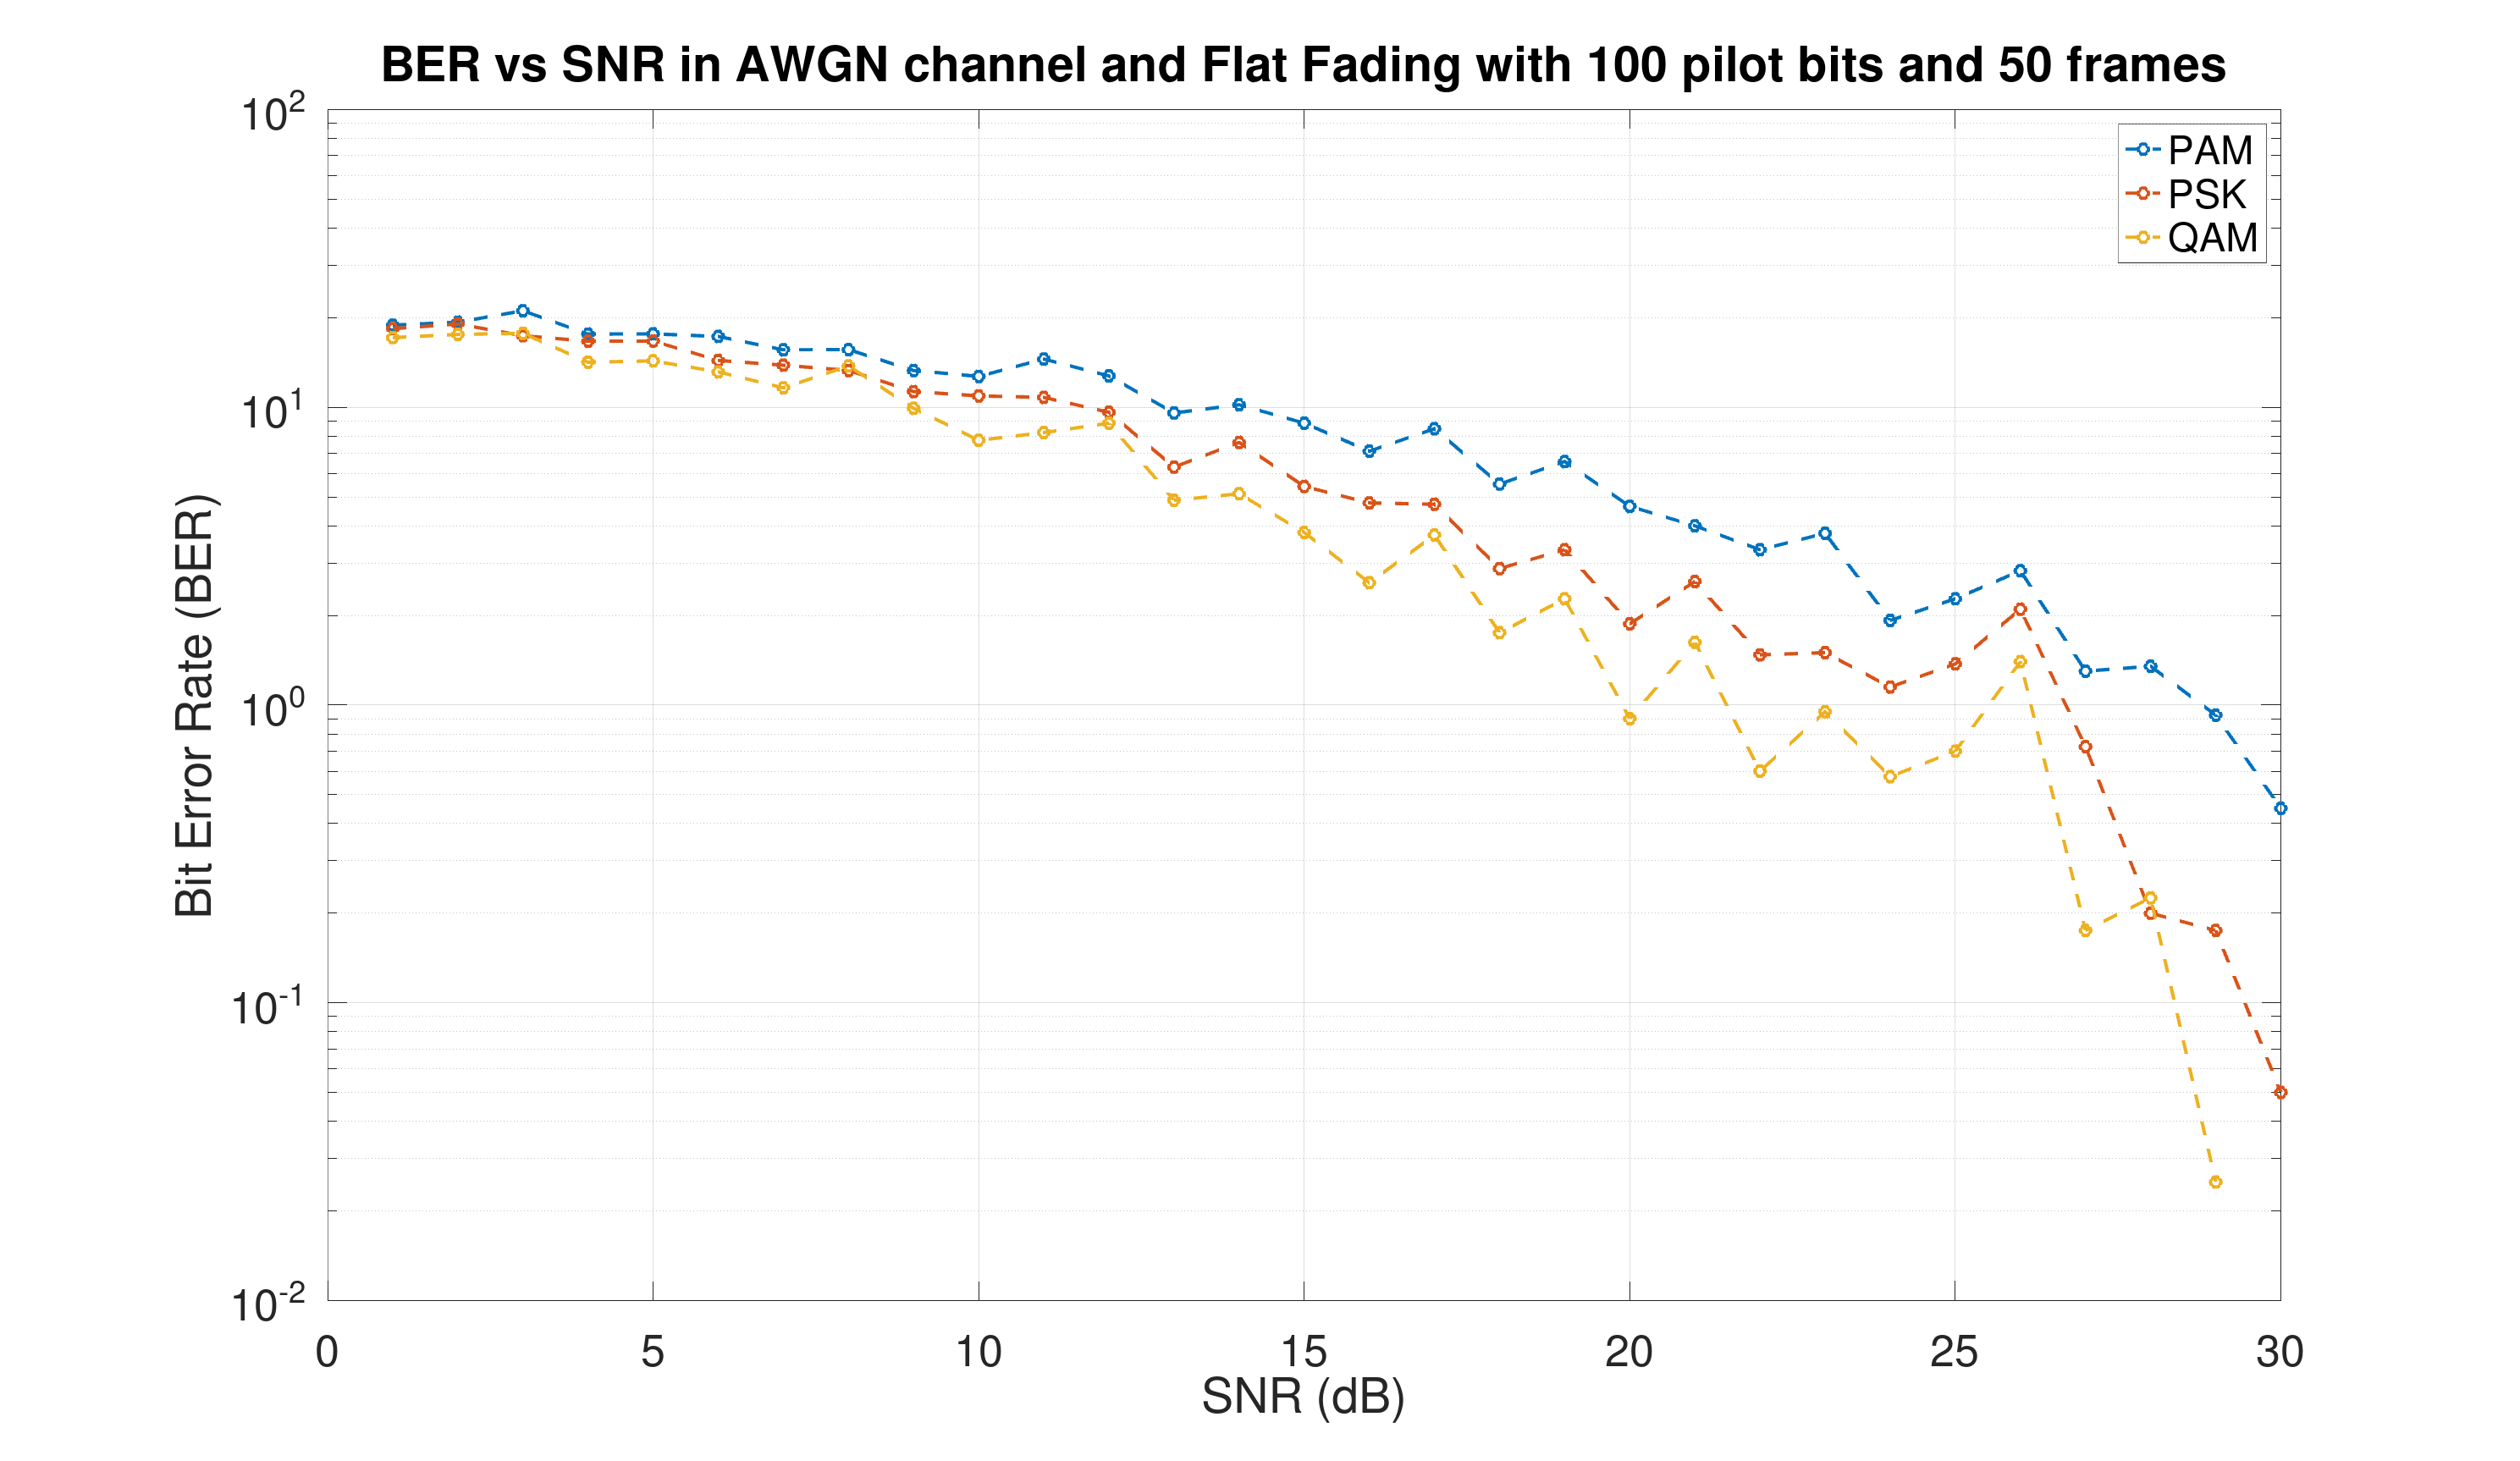 BER vs SNR in AWGN channel and Flat Fading with 100 pilot bits and 50 frames
10^2
10^1
10^0
10^-1
10^-2
Bit Error Rate (BER)
PAM
PSK
QAM
0 5 10 15 20 25 30
SNR (dB)